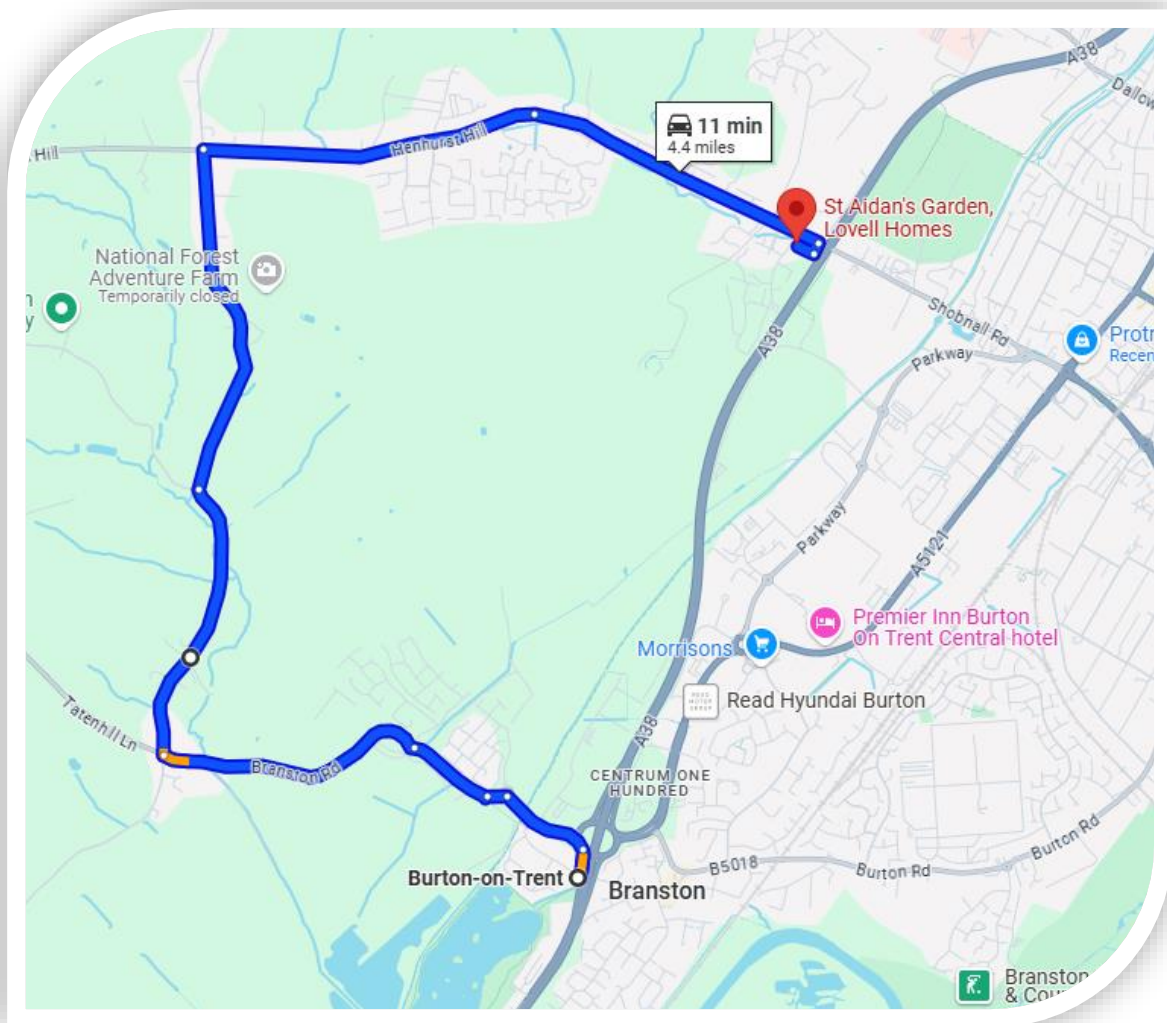 A38
Dallow
Hill
Henhurst Hill
11 min
4.4 miles
St Aidan's Garden,
Lovell Homes
National Forest
Adventure Farm
Temporarily closed
n
y
Shobnall Rd
A38
Parkway
Protr
Recen
Parkway
A5121
Premier Inn Burton
On Trent Central hotel
Morrisons
Read Hyundai Burton
Tatenhill Ln
A38
Branston Rd
CENTRUM ONE
HUNDRED
B5018
Burton Rd
Burton Rd
Burton-on-Trent
Branston
Branston
& Cou